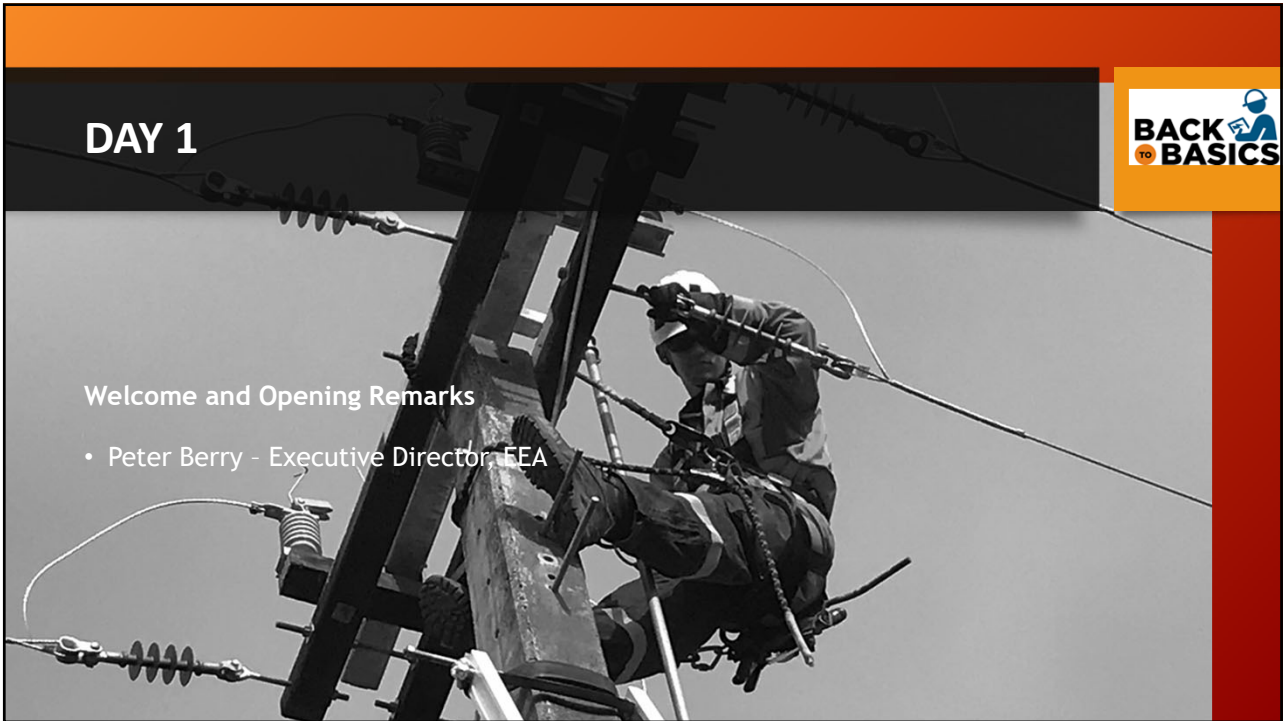 DAY 1
BACK
TO BASICS
Welcome and Opening Remarks
• Peter Berry – Executive Director, EEA